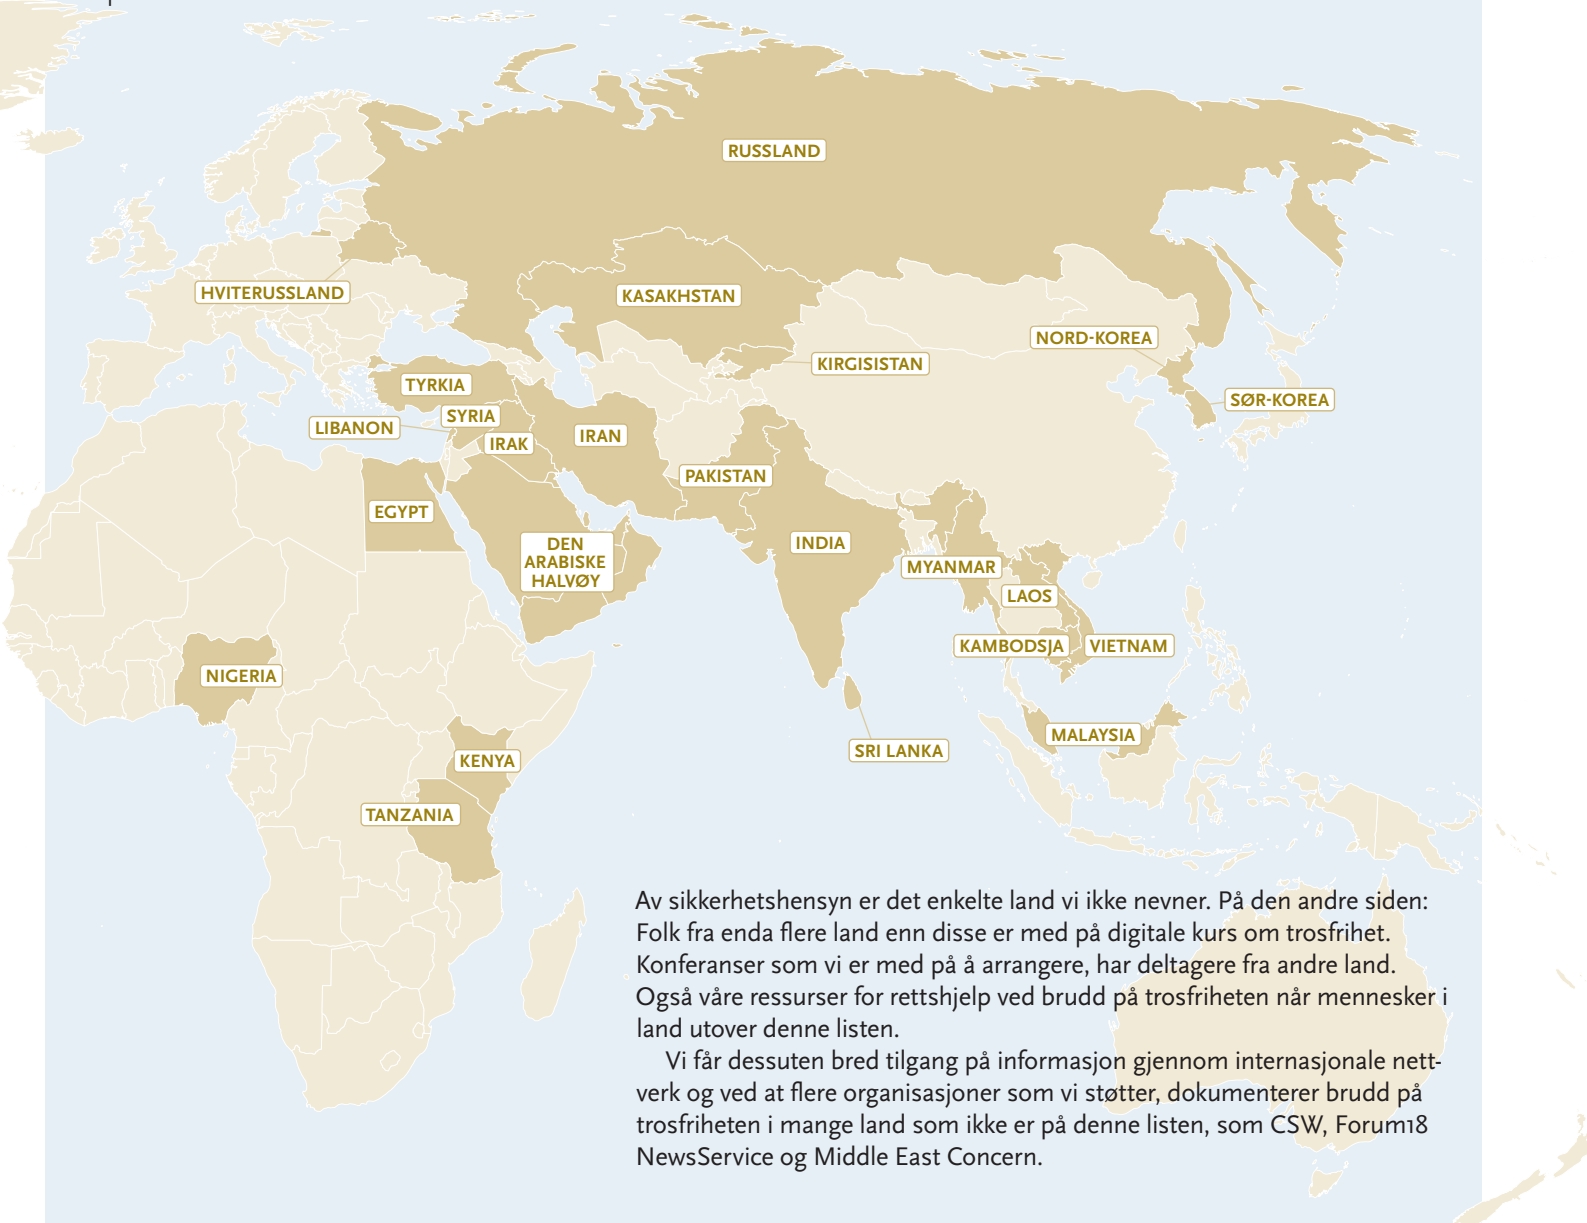 RUSSLAND
HVITERUSSLAND
KASAKHSTAN
NORD-KOREA
KIRGISISTAN
TYRKIA
SØR-KOREA
SYRIA
LIBANON
IRAK
IRAN
PAKISTAN
EGYPT
DEN
ARABISKE
HALVØY
INDIA
MYANMAR
LAOS
KAMBODSJA
VIETNAM
NIGERIA
MALAYSIA
SRI LANKA
KENYA
TANZANIA
Av sikkerhetshensyn er det enkelte land vi ikke nevner. På den andre siden:
Folk fra enda flere land enn disse er med på digitale kurs om trosfrihet.
Konferanser som vi er med på å arrangere, har deltagere fra andre land.
Også våre ressurser for rettshjelp ved brudd på trosfriheten når mennesker i
land utover denne listen.
Vi får dessuten bred tilgang på informasjon gjennom internasjonale nett-
verk og ved at flere organisasjoner som vi støtter, dokumenterer brudd på
trosfriheten i mange land som ikke er på denne listen, som CSW, Forum18
NewsService og Middle East Concern.